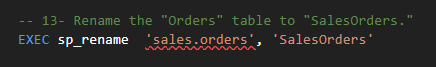 -- 13- Rename the "Orders" table to "SalesOrders."
EXEC sp_rename  'sales.orders', 'SalesOrders'